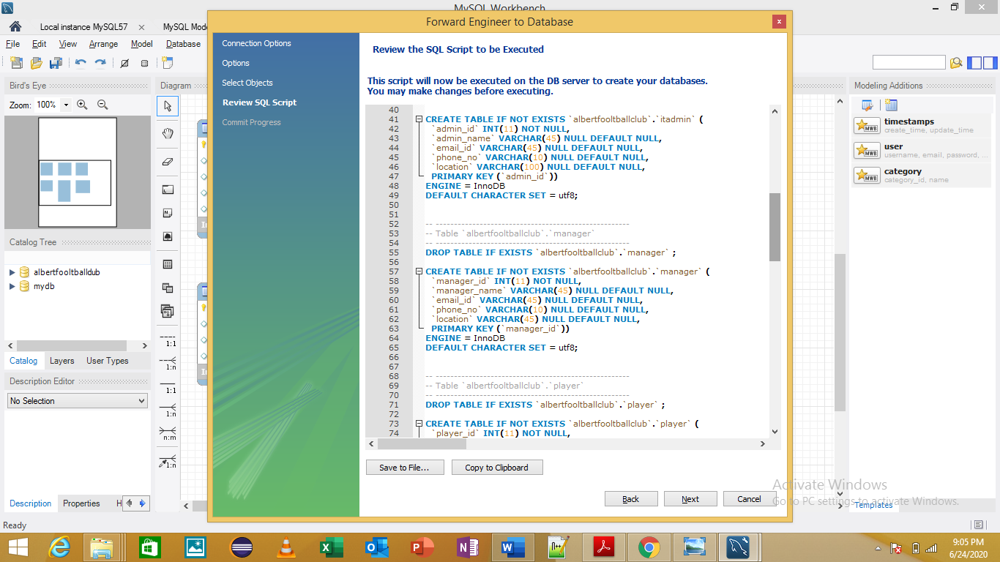 MySQL Workbench
Forward Engineer to Database
Local instance MySQL57
MySQL Mode
File Edit View Arrange Model Database
Bird's Eye
Zoom: 100%
Catalog Tree
albertfooltballclub
mydb
Catalog Layers User Types
Description Editor
No Selection
Description Properties H
Ready
Diagram
1:1
1:n
1:1
1:n
n:m
1:n
Connection Options
Options
Select Objects
Review SQL Script
Commit Progress
Review the SQL Script to be Executed
This script will now be executed on the DB server to create your databases.
You may make changes before executing.
40
41 CREATE TABLE IF NOT EXISTS `albertfooltballclub`.`itadmin` (
42 `admin_id` INT(11) NOT NULL,
43 `admin_name` VARCHAR(45) NULL DEFAULT NULL,
44 `email_id` VARCHAR(45) NULL DEFAULT NULL,
45 `phone_no` VARCHAR(10) NULL DEFAULT NULL,
46 `location` VARCHAR(100) NULL DEFAULT NULL,
47 PRIMARY KEY (`admin_id`))
48 ENGINE = InnoDB
49 DEFAULT CHARACTER SET = utf8;
50
51
52 -- -----------------------------------------------------
53 -- Table `albertfooltballclub`.`manager`
54 -- -----------------------------------------------------
55 DROP TABLE IF EXISTS `albertfooltballclub`.`manager` ;
56
57 CREATE TABLE IF NOT EXISTS `albertfooltballclub`.`manager` (
58 `manager_id` INT(11) NOT NULL,
59 `manager_name` VARCHAR(45) NULL DEFAULT NULL,
60 `email_id` VARCHAR(45) NULL DEFAULT NULL,
61 `phone_no` VARCHAR(10) NULL DEFAULT NULL,
62 `location` VARCHAR(45) NULL DEFAULT NULL,
63 PRIMARY KEY (`manager_id`))
64 ENGINE = InnoDB
65 DEFAULT CHARACTER SET = utf8;
66
67
68 -- -----------------------------------------------------
69 -- Table `albertfooltballclub`.`player`
70 -- -----------------------------------------------------
71 DROP TABLE IF EXISTS `albertfooltballclub`.`player` ;
72
73 CREATE TABLE IF NOT EXISTS `albertfooltballclub`.`player` (
74 `player_id` INT(11) NOT NULL,
Save to File...
Copy to Clipboard
Back
Next
Cancel
Modeling Additions
MWB
timestamps
create_time, update_time
MWB
user
username, email, password, ...
MWB
category
category_id, name
Templates
Activate Windows
Go to PC settings to activate Windows.
9:05 PM
6/24/2020